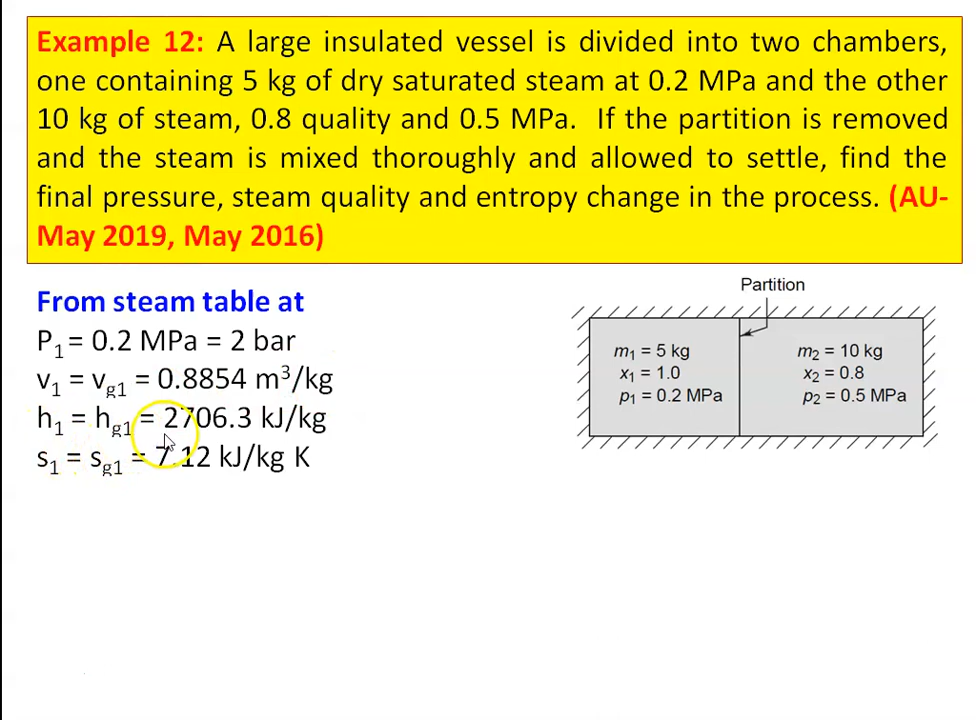 Example 12: A large insulated vessel is divided into two chambers,
one containing 5 kg of dry saturated steam at 0.2 MPa and the other
10 kg of steam, 0.8 quality and 0.5 MPa. If the partition is removed
and the steam is mixed thoroughly and allowed to settle, find the
final pressure, steam quality and entropy change in the process. (AU-
May 2019, May 2016)
From steam table at
P₁ = 0.2 MPa = 2 bar
v₁ = vg₁ = 0.8854 m³/kg
h₁ = hg₁ = 2706.3 kJ/kg
s₁ = sg₁ = 7.12 kJ/kg K
Partition
m₁ = 5 kg
x₁ = 1.0
p₁ = 0.2 MPa
m₂ = 10 kg
x₂ = 0.8
p₂ = 0.5 MPa